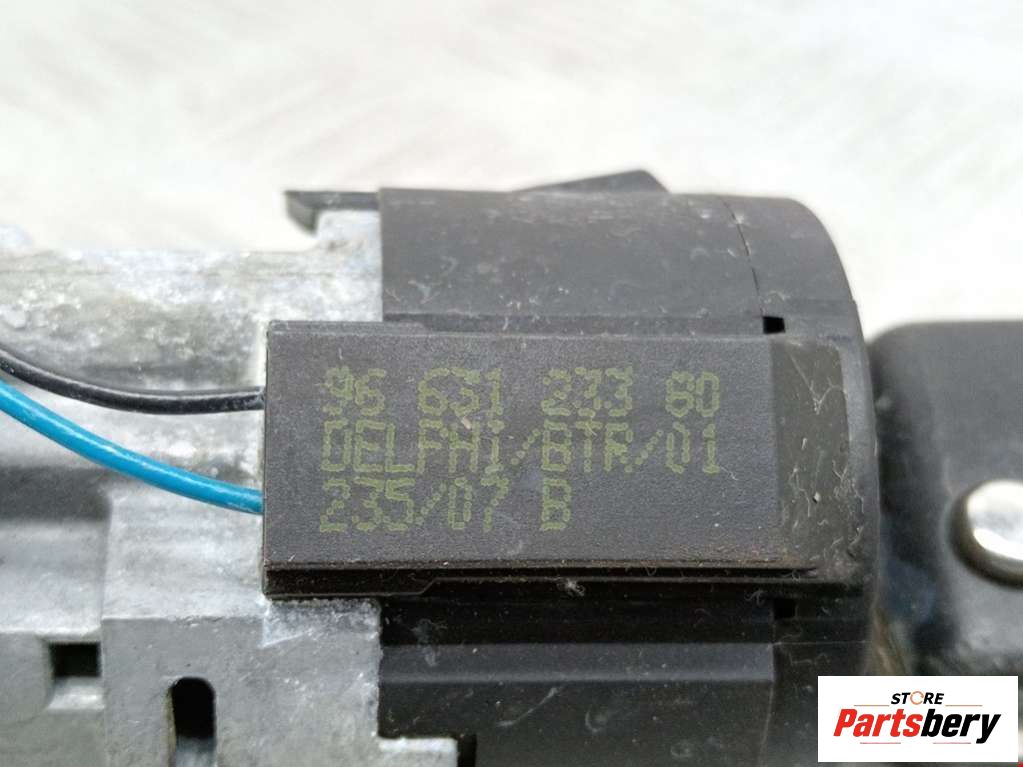 96 631 233 80
DELPHI/BTR/01
235/07 B
STORE
Partsbery